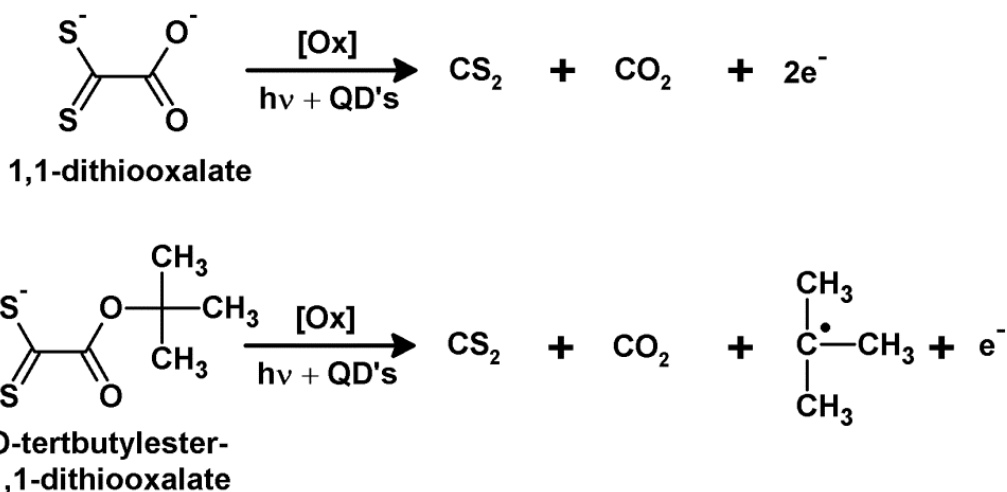 S⁻ O⁻
[Ox]
CS₂ + CO₂ + 2e⁻
hν + QD's
S O
1,1-dithiooxalate
CH₃
CH₃
S⁻ O CH₃ [Ox]
CS₂ + CO₂ + C•—CH₃ + e⁻
CH₃
hν + QD's
S O
CH₃
-tertbutylester-
,1-dithiooxalate